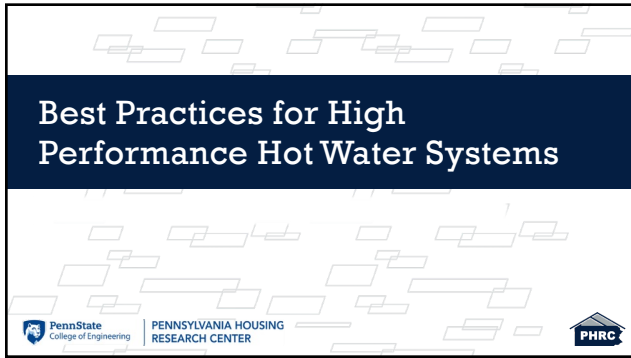 Best Practices for High
Performance Hot Water Systems
PennState
College of Engineering
PENNSYLVANIA HOUSING
RESEARCH CENTER
PHRC